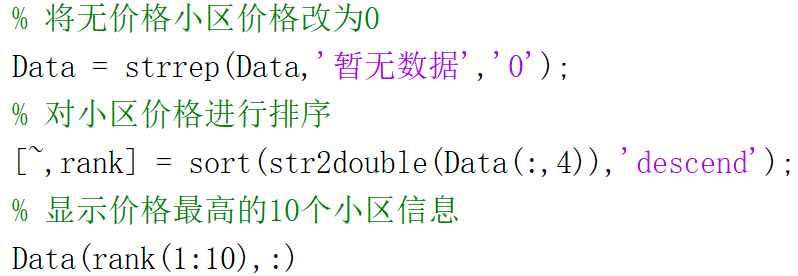 % 将无价格小区价格改为0
Data = strrep(Data,'暂无数据','0');
% 对小区价格进行排序
[~,rank] = sort(str2double(Data(:,4)),'descend');
% 显示价格最高的10个小区信息
Data(rank(1:10),:)